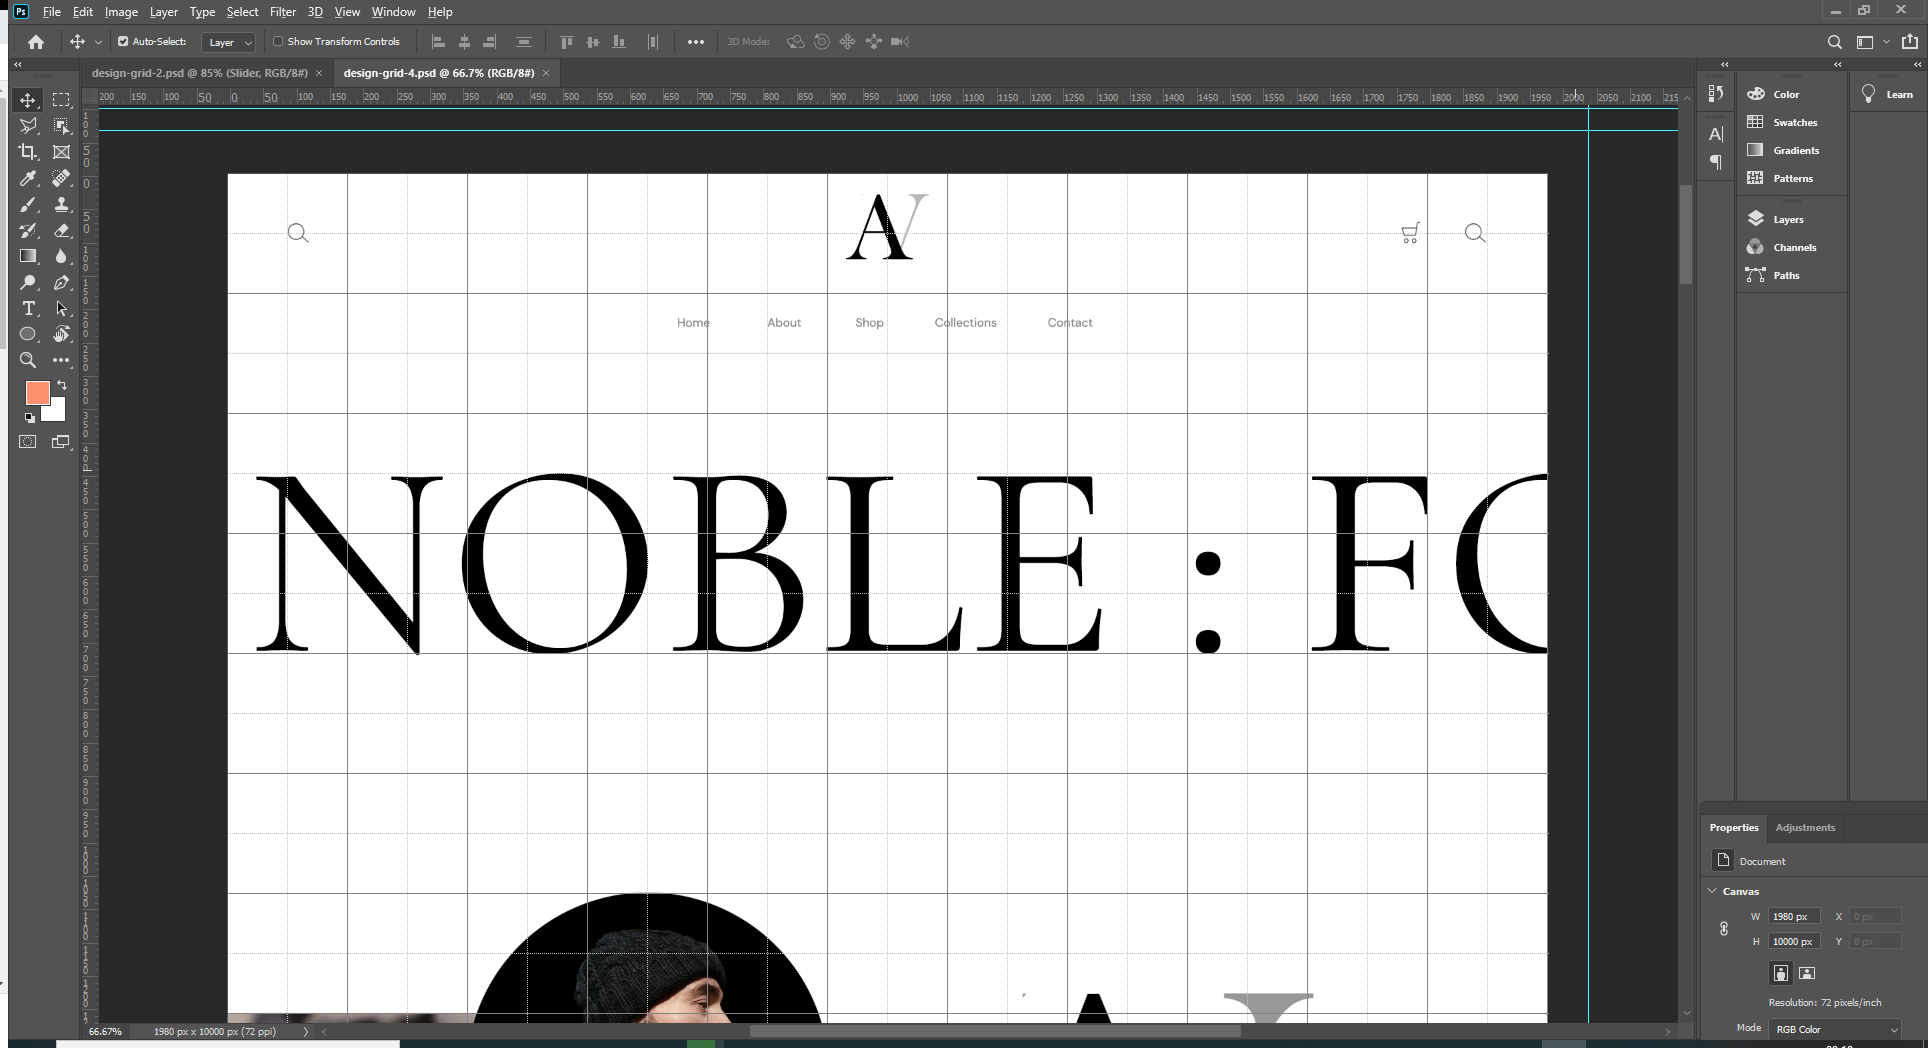 Ps File Edit Image Layer Type Select Filter 3D View Window Help
Auto-Select: Layer Show Transform Controls 3D Mode:
design-grid-2.psd @ 85% (Slider, RGB/8#) × design-grid-4.psd @ 66.7% (RGB/8#) ×
200 150 100 50 0 50 100 150 200 250 300 350 400 450 500 550 600 650 700 750 800 850 900 950 1000 1050 1100 1150 1200 1250 1300 1350 1400 1450 1500 1550 1600 1650 1700 1750 1800 1850 1900 1950 2000 2050 2100 215
Color
Learn
Swatches
Gradients
Patterns
Layers
Channels
Paths
AV
Home About Shop Collections Contact
NOBLE : FO
Properties Adjustments
Document
Canvas
W 1980 px X 0 px
H 10000 px Y 0 px
Resolution: 72 pixels/inch
Mode RGB Color
66.67% 1980 px x 10000 px (72 ppi)